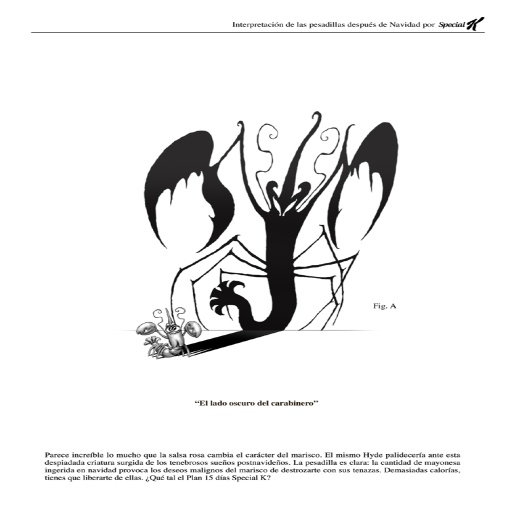 Interpretación de las pesadillas después de Navidad por Special K
Fig. A
“El lado oscuro del carabinero”
Parece increíble lo mucho que la salsa rosa cambia el carácter del marisco. El mismo Hyde palidecería ante esta
despiadada criatura surgida de los tenebrosos sueños postnavideños. La pesadilla es clara: la cantidad de mayonesa
ingerida en navidad provoca los deseos malignos del marisco de destrozarte con sus tenazas. Demasiadas calorías,
tienes que liberarte de ellas. ¿Qué tal el Plan 15 días Special K?